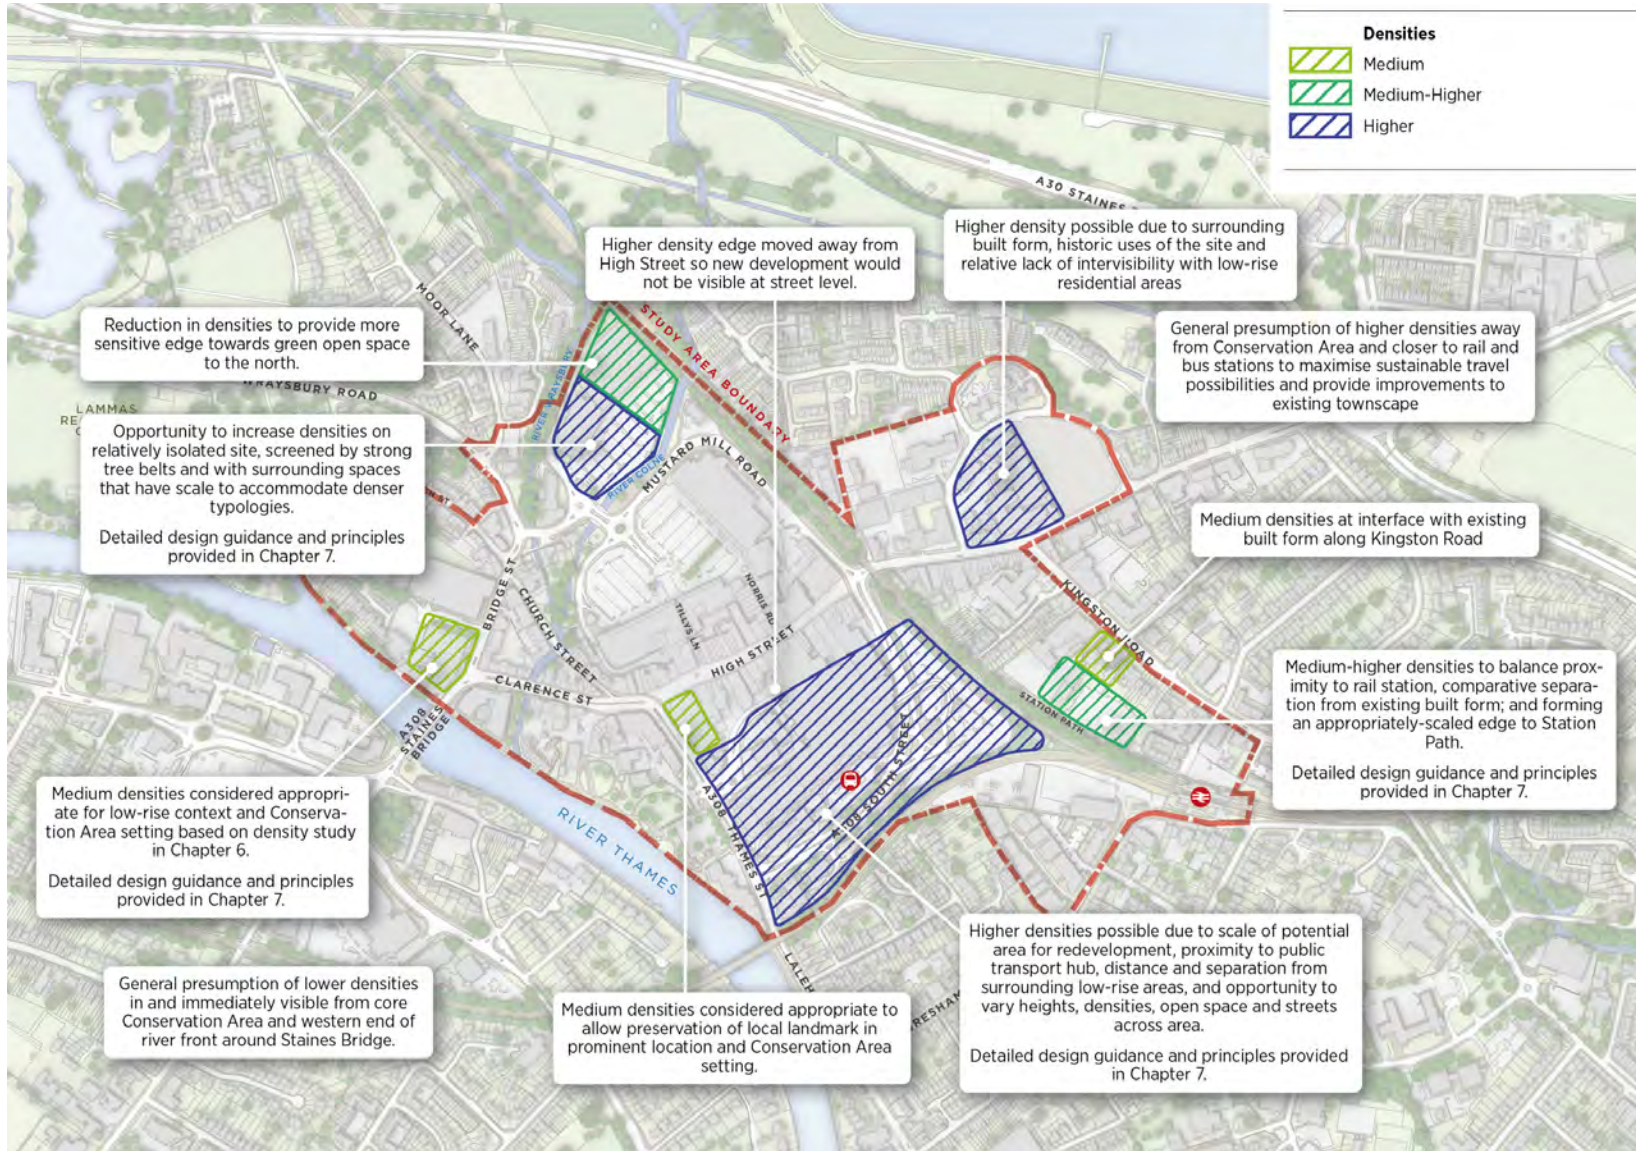 Densities
Medium
Medium-Higher
Higher
A30 STAINES
Higher density edge moved away from
High Street so new development would
not be visible at street level.
Higher density possible due to surrounding
built form, historic uses of the site and
relative lack of intervisibility with low-rise
residential areas
Reduction in densities to provide more
sensitive edge towards green open space
to the north.
General presumption of higher densities away
from Conservation Area and closer to rail and
bus stations to maximise sustainable travel
possibilities and provide improvements to
existing townscape
MOOR LANE
STUDY AREA BOUNDARY
WRAYSBURY ROAD
LAMMAS
RIVER WRAYSBURY
Opportunity to increase densities on
relatively isolated site, screened by strong
tree belts and with surrounding spaces
that have scale to accommodate denser
typologies.
Detailed design guidance and principles
provided in Chapter 7.
MUSTARD MILL ROAD
RIVER COLNE
Medium densities at interface with existing
built form along Kingston Road
BRIDGE ST
CHURCH STREET
TILLYS LN
NORRIS RD
HIGH STREET
KINGSTON ROAD
CLARENCE ST
STATION PATH
A308
STAINES
BRIDGE
Medium-higher densities to balance prox-
imity to rail station, comparative separa-
tion from existing built form; and forming
an appropriately-scaled edge to Station
Path.
Detailed design guidance and principles
provided in Chapter 7.
A308 SOUTH STREET
A308 THAMES ST
RIVER THAMES
Medium densities considered appropri-
ate for low-rise context and Conserva-
tion Area setting based on density study
in Chapter 6.
Detailed design guidance and principles
provided in Chapter 7.
LALEH
RESHAM
Higher densities possible due to scale of potential
area for redevelopment, proximity to public
transport hub, distance and separation from
surrounding low-rise areas, and opportunity to
vary heights, densities, open space and streets
across area.
Detailed design guidance and principles provided
in Chapter 7.
General presumption of lower densities
in and immediately visible from core
Conservation Area and western end of
river front around Staines Bridge.
Medium densities considered appropriate to
allow preservation of local landmark in
prominent location and Conservation Area
setting.